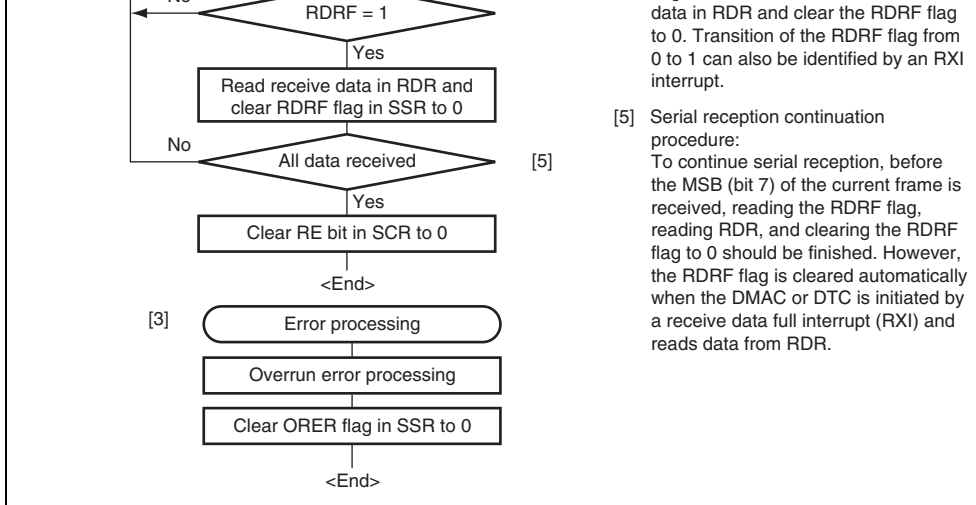 No
RDRF = 1
Yes
Read receive data in RDR and
clear RDRF flag in SSR to 0
No
All data received
[5]
Yes
Clear RE bit in SCR to 0
<End>
[3]
Error processing
Overrun error processing
Clear ORER flag in SSR to 0
<End>
data in RDR and clear the RDRF flag
to 0. Transition of the RDRF flag from
0 to 1 can also be identified by an RXI
interrupt.
[5] Serial reception continuation
procedure:
To continue serial reception, before
the MSB (bit 7) of the current frame is
received, reading the RDRF flag,
reading RDR, and clearing the RDRF
flag to 0 should be finished. However,
the RDRF flag is cleared automatically
when the DMAC or DTC is initiated by
a receive data full interrupt (RXI) and
reads data from RDR.